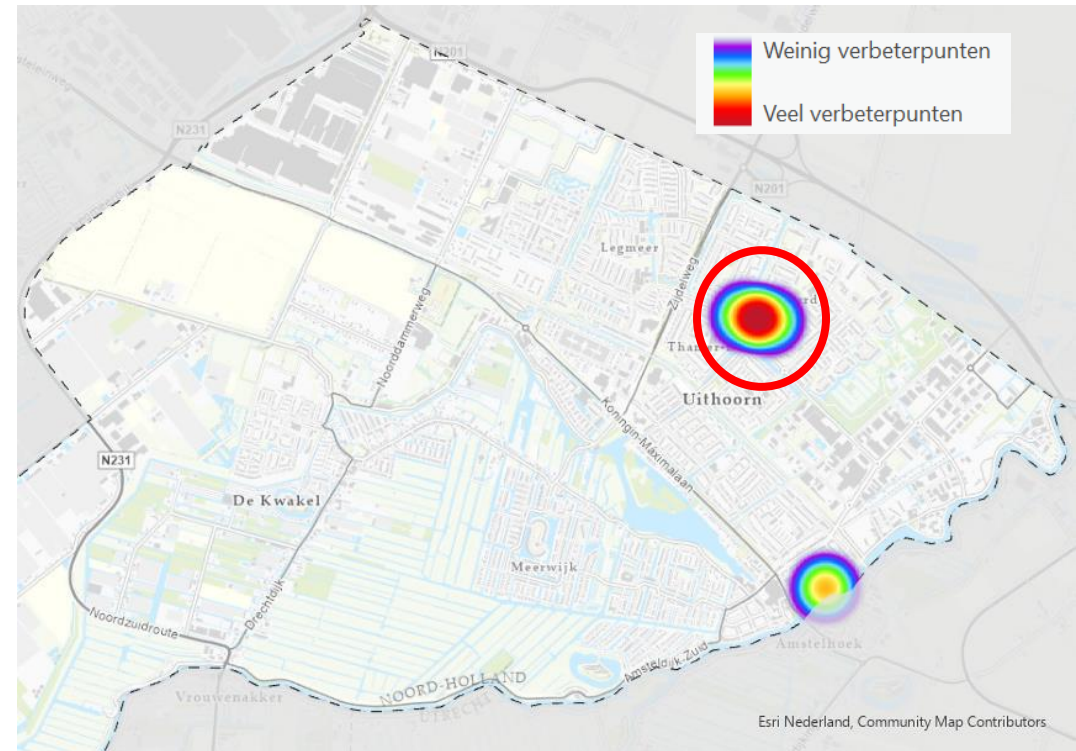 Weinig verbeterpunten
Veel verbeterpunten
N201
N231
N201
Legmeer
Zijdelweg
Noorddammerweg
Uithoorn
Koningin-Maximalaan
N231
De Kwakel
Meerwijk
Drechtdijk
Noordzuidroute
Amstelhoek
Amsteldijk-Zuid
NOORD-HOLLAND
Vrouwenakker
UTRECHT
Esri Nederland, Community Map Contributors